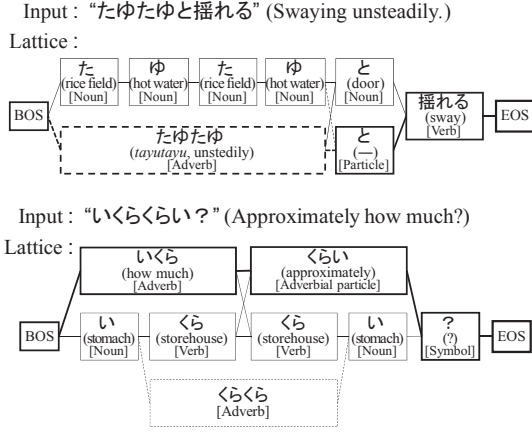 Input : “たゆたゆと揺れる” (Swaying unsteadily.)
Lattice :
た ゆ た ゆ と
(rice field) (hot water) (rice field) (hot water) (door)
[Noun] [Noun] [Noun] [Noun] [Noun]
揺れる
(sway)
[Verb]
BOS EOS
たゆたゆ
(tayutayu, unstedily)
[Adverb]
と
(—)
[Particle]
Input : “いくらくらい？” (Approximately how much?)
Lattice :
いくら くらい
(how much) (approximately)
[Adverb] [Adverbial particle]
BOS い くら くら い ？ EOS
(stomach) (storehouse) (storehouse) (stomach) (?)
[Noun] [Verb] [Verb] [Noun] [Symbol]
くらくら
[Adverb]